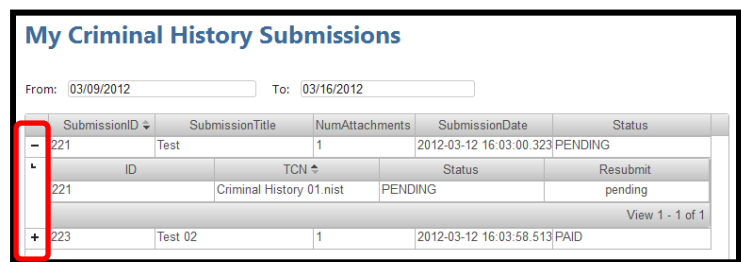 My Criminal History Submissions
From: 03/09/2012 To: 03/16/2012
SubmissionID SubmissionTitle NumAttachments SubmissionDate Status
- 221 Test 1 2012-03-12 16:03:00.323 PENDING
ID TCN Status Resubmit
221 Criminal History 01.nist PENDING pending
View 1 - 1 of 1
+ 223 Test 02 1 2012-03-12 16:03:58.513 PAID